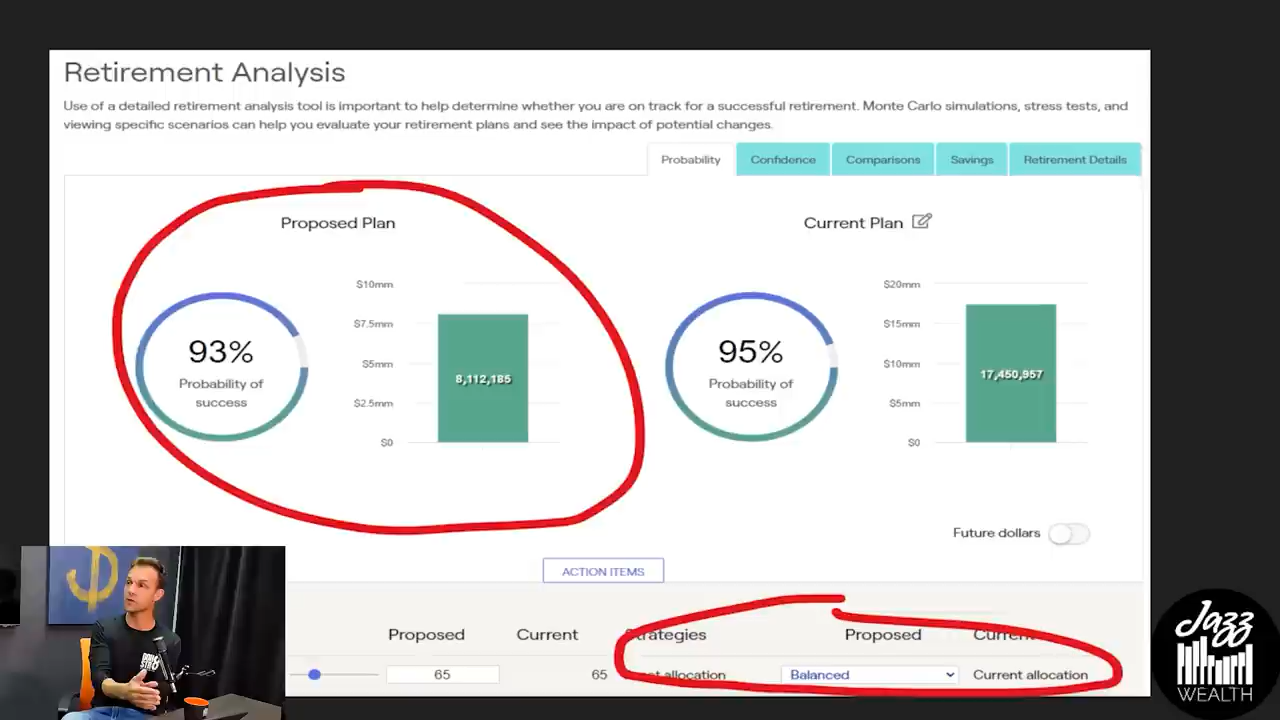 Retirement Analysis
Use of a detailed retirement analysis tool is important to help determine whether you are on track for a successful retirement. Monte Carlo simulations, stress tests, and
viewing specific scenarios can help you evaluate your retirement plans and see the impact of potential changes.
Probability Confidence Comparisons Savings Retirement Details
Proposed Plan
93%
Probability of
success
$10mm
$7.5mm
$5mm
$2.5mm
$0
8,112,185
Current Plan
95%
Probability of
success
$20mm
$15mm
$10mm
$5mm
$0
17,450,957
Future dollars
ACTION ITEMS
Proposed Current Strategies Proposed Current
65 65 allocation Balanced Current allocation
Jazz
WEALTH